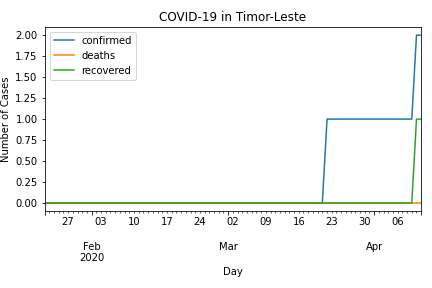 COVID-19 in Timor-Leste
confirmed
deaths
recovered
2.00
1.75
1.50
1.25
1.00
0.75
0.50
0.25
0.00
Number of Cases
27 03 10 17 24 02 09 16 23 30 06
Feb Mar Apr
2020
Day